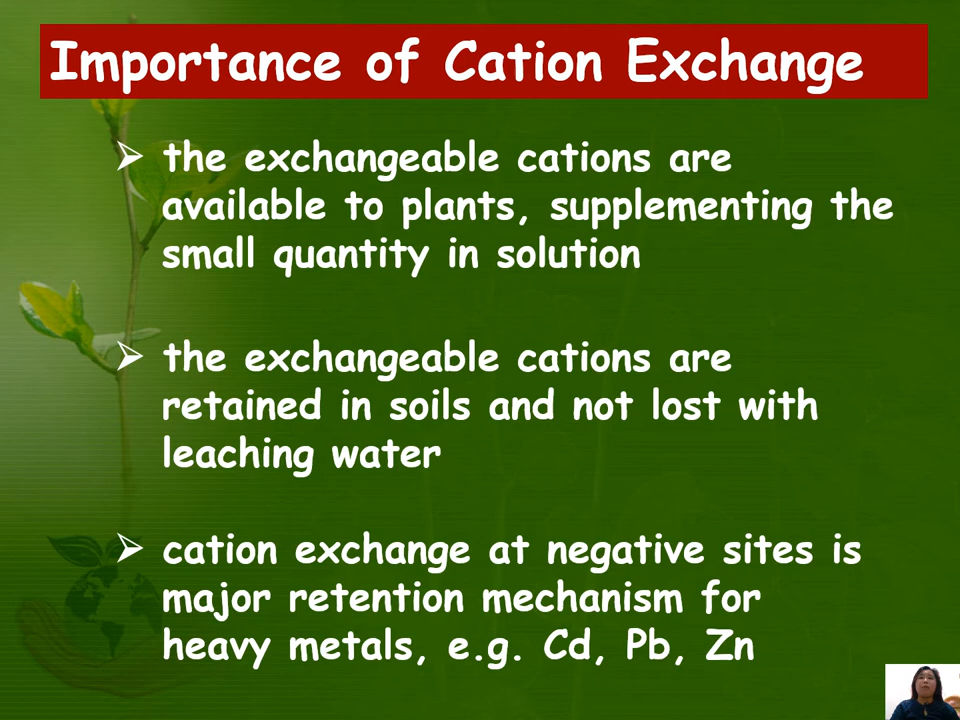 Importance of Cation Exchange
the exchangeable cations are
available to plants, supplementing the
small quantity in solution
the exchangeable cations are
retained in soils and not lost with
leaching water
cation exchange at negative sites is
major retention mechanism for
heavy metals, e.g. Cd, Pb, Zn